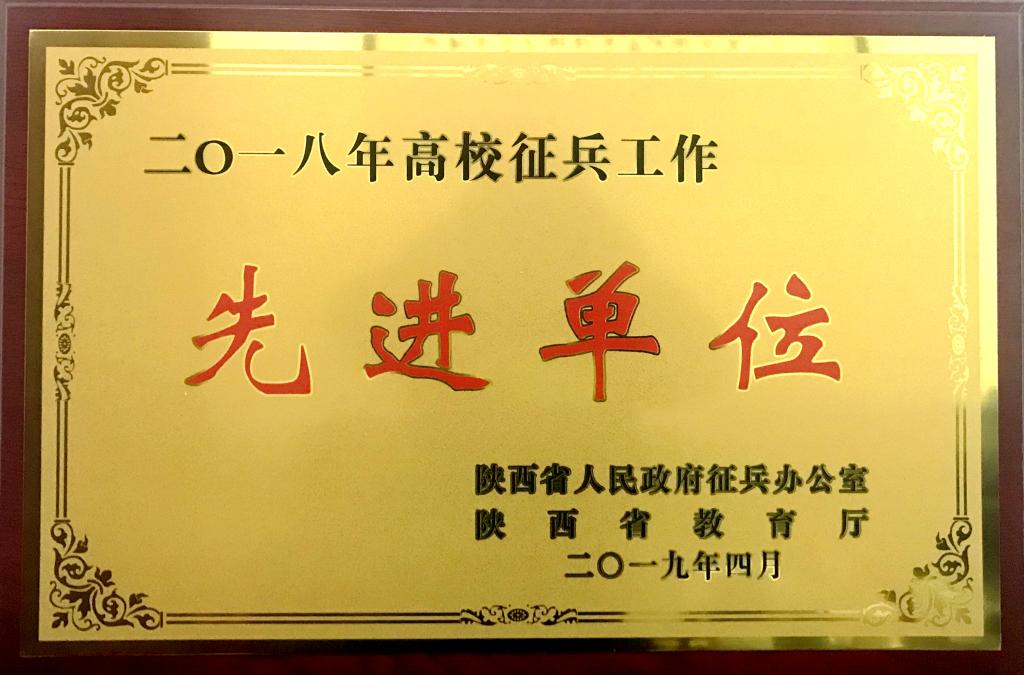 二〇一八年高校征兵工作
先进单位
陕西省人民政府征兵办公室
陕西省教育厅
二〇一九年四月